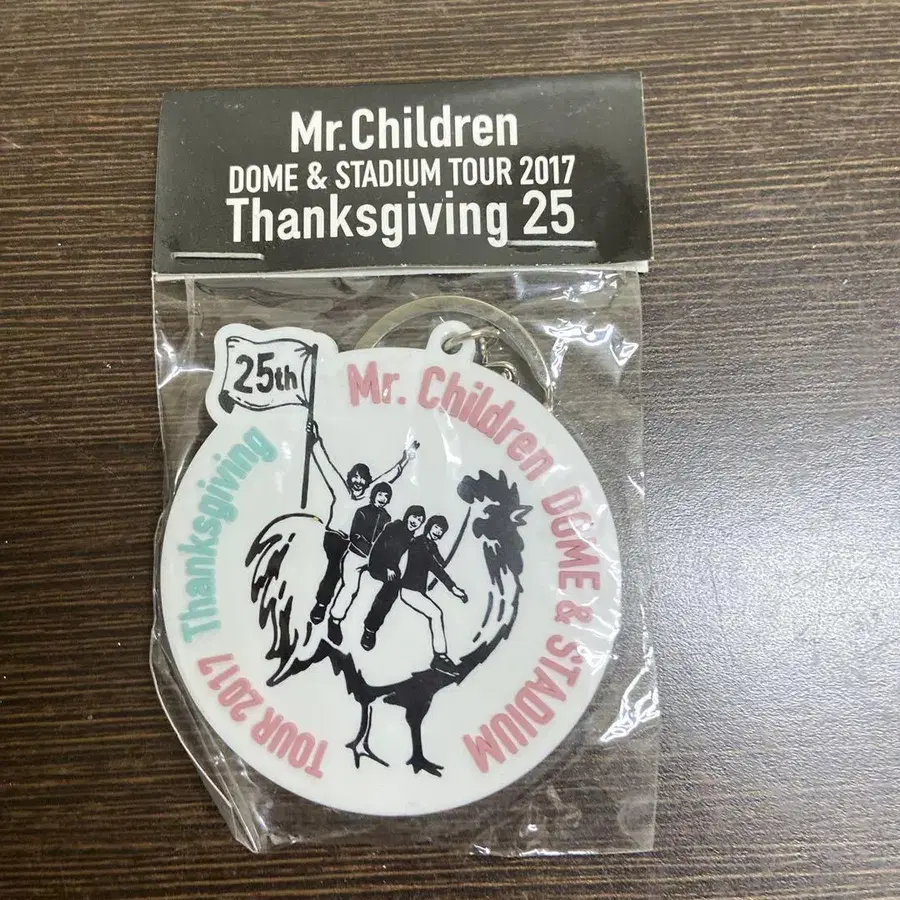 Mr.Children
DOME & STADIUM TOUR 2017
Thanksgiving 25
25th
Mr. Children DOME & STADIUM
TOUR 2017
Thanksgiving